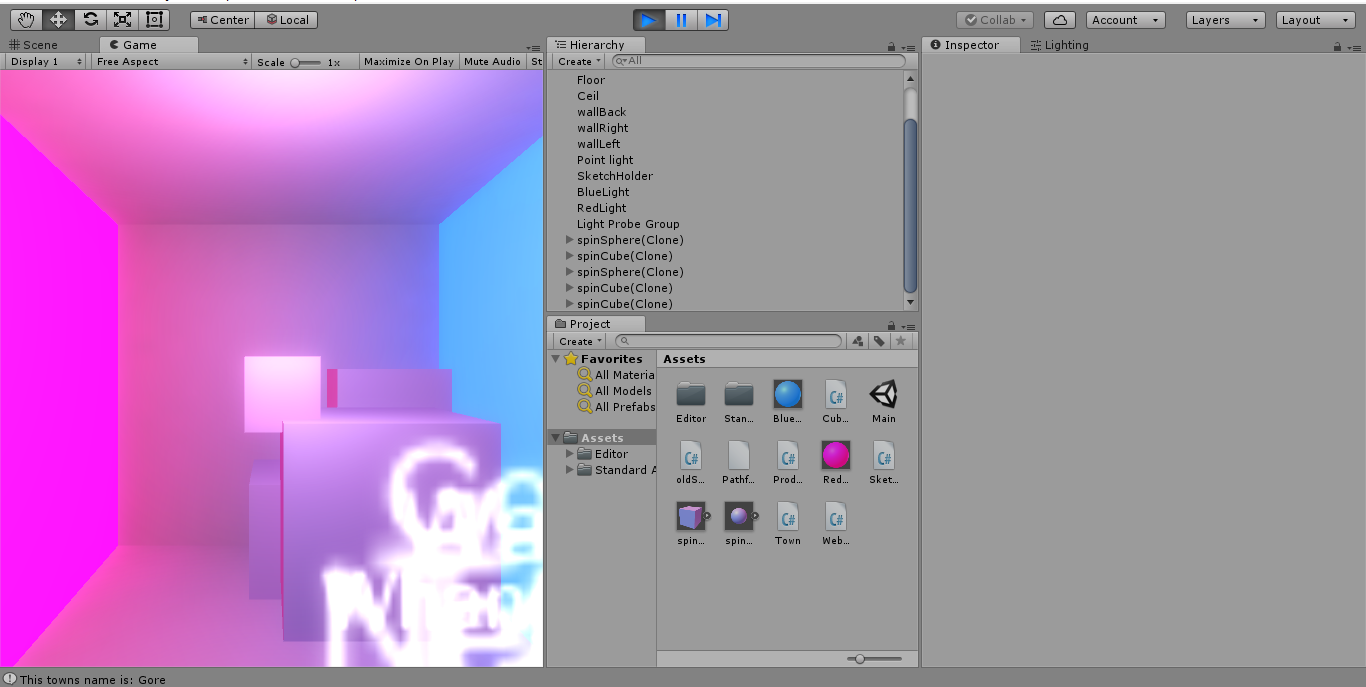 Center Local Collab Account Layers Layout
Scene Game
Display 1 Free Aspect Scale 1x Maximize On Play Mute Audio St
Hierarchy
Create All
Floor
Ceil
wallBack
wallRight
wallLeft
Point light
SketchHolder
BlueLight
RedLight
Light Probe Group
spinSphere(Clone)
spinCube(Clone)
spinSphere(Clone)
spinCube(Clone)
spinCube(Clone)
Project
Create
Favorites
All Materia
All Models
All Prefabs
Assets
Editor
Standard A
Assets
Editor Stan... Blue... Cub... Main
oldS... Pathf... Prod... Red... Sket...
spin... spin... Town Web...
Inspector Lighting
This towns name is: Gore